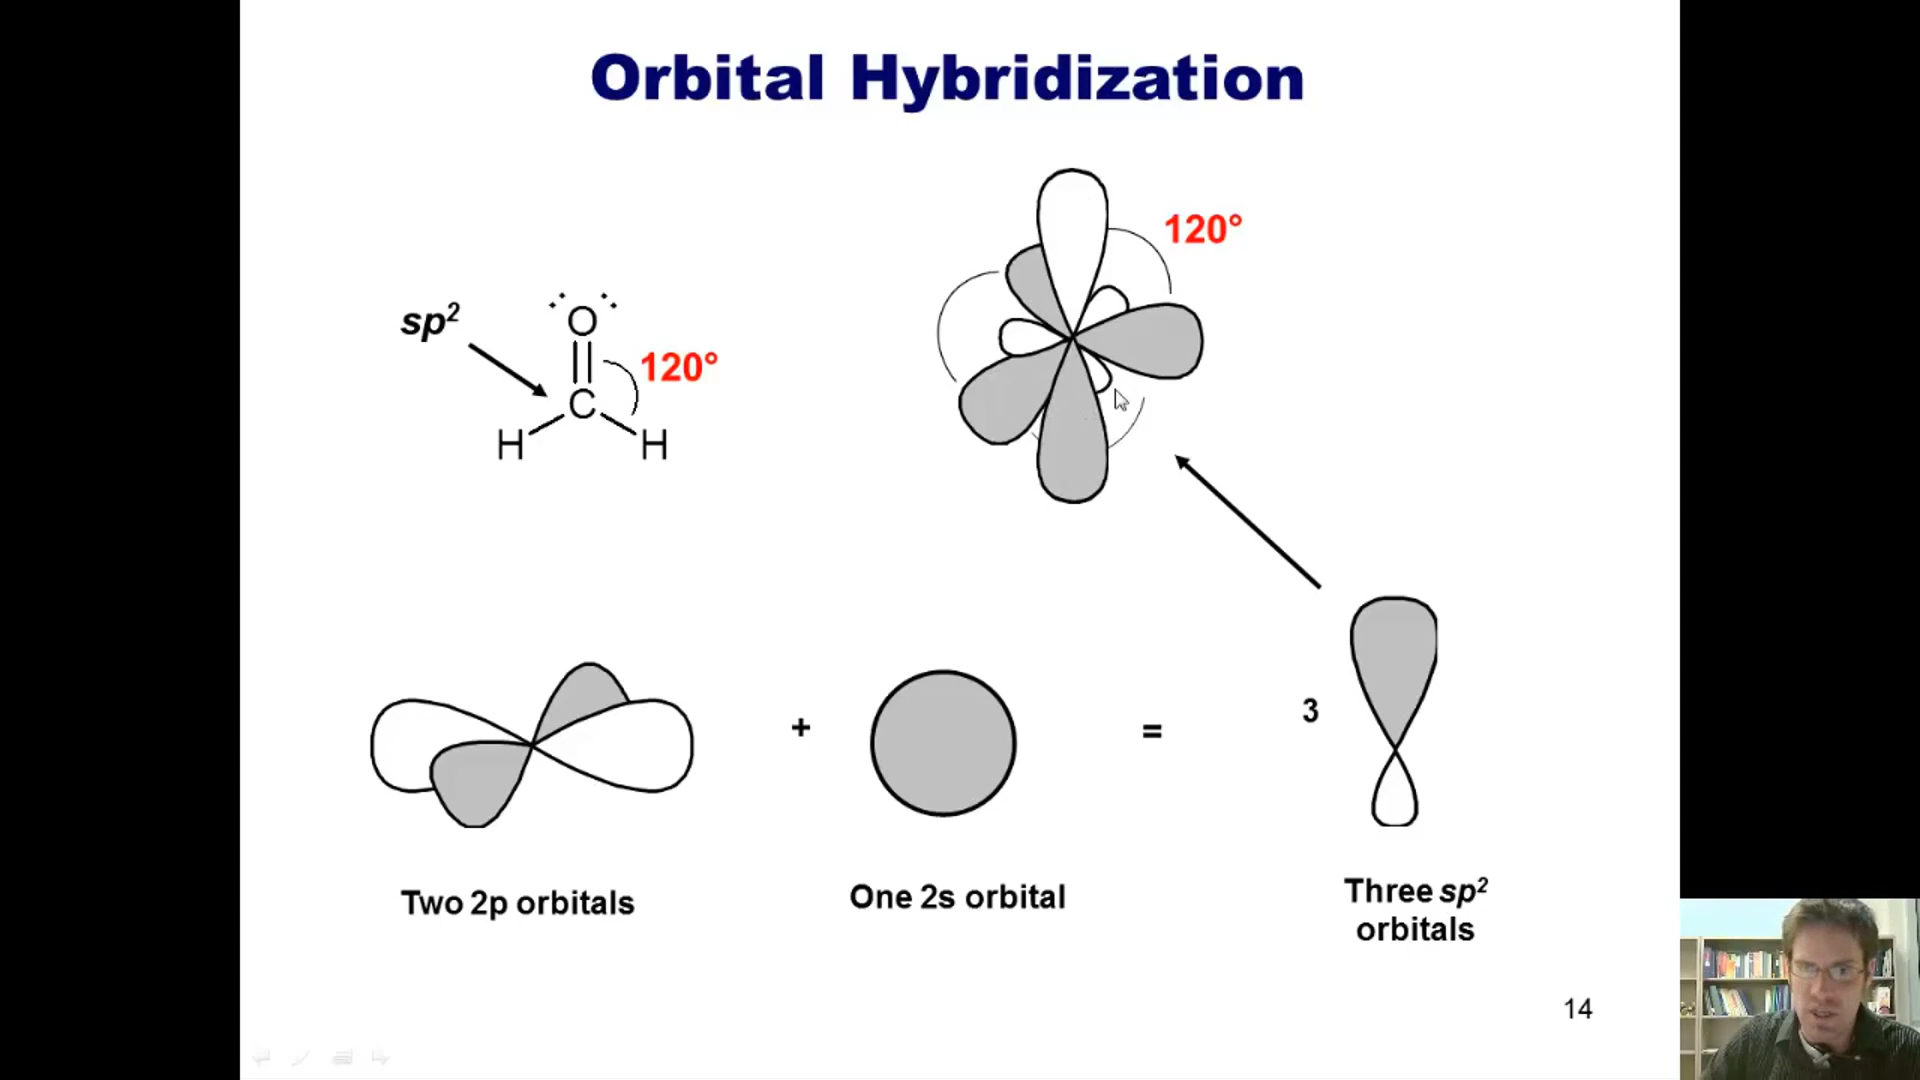 Orbital Hybridization
120°
sp²
O
120°
C
H H
+ = 3
Two 2p orbitals
One 2s orbital
Three sp²
orbitals
14